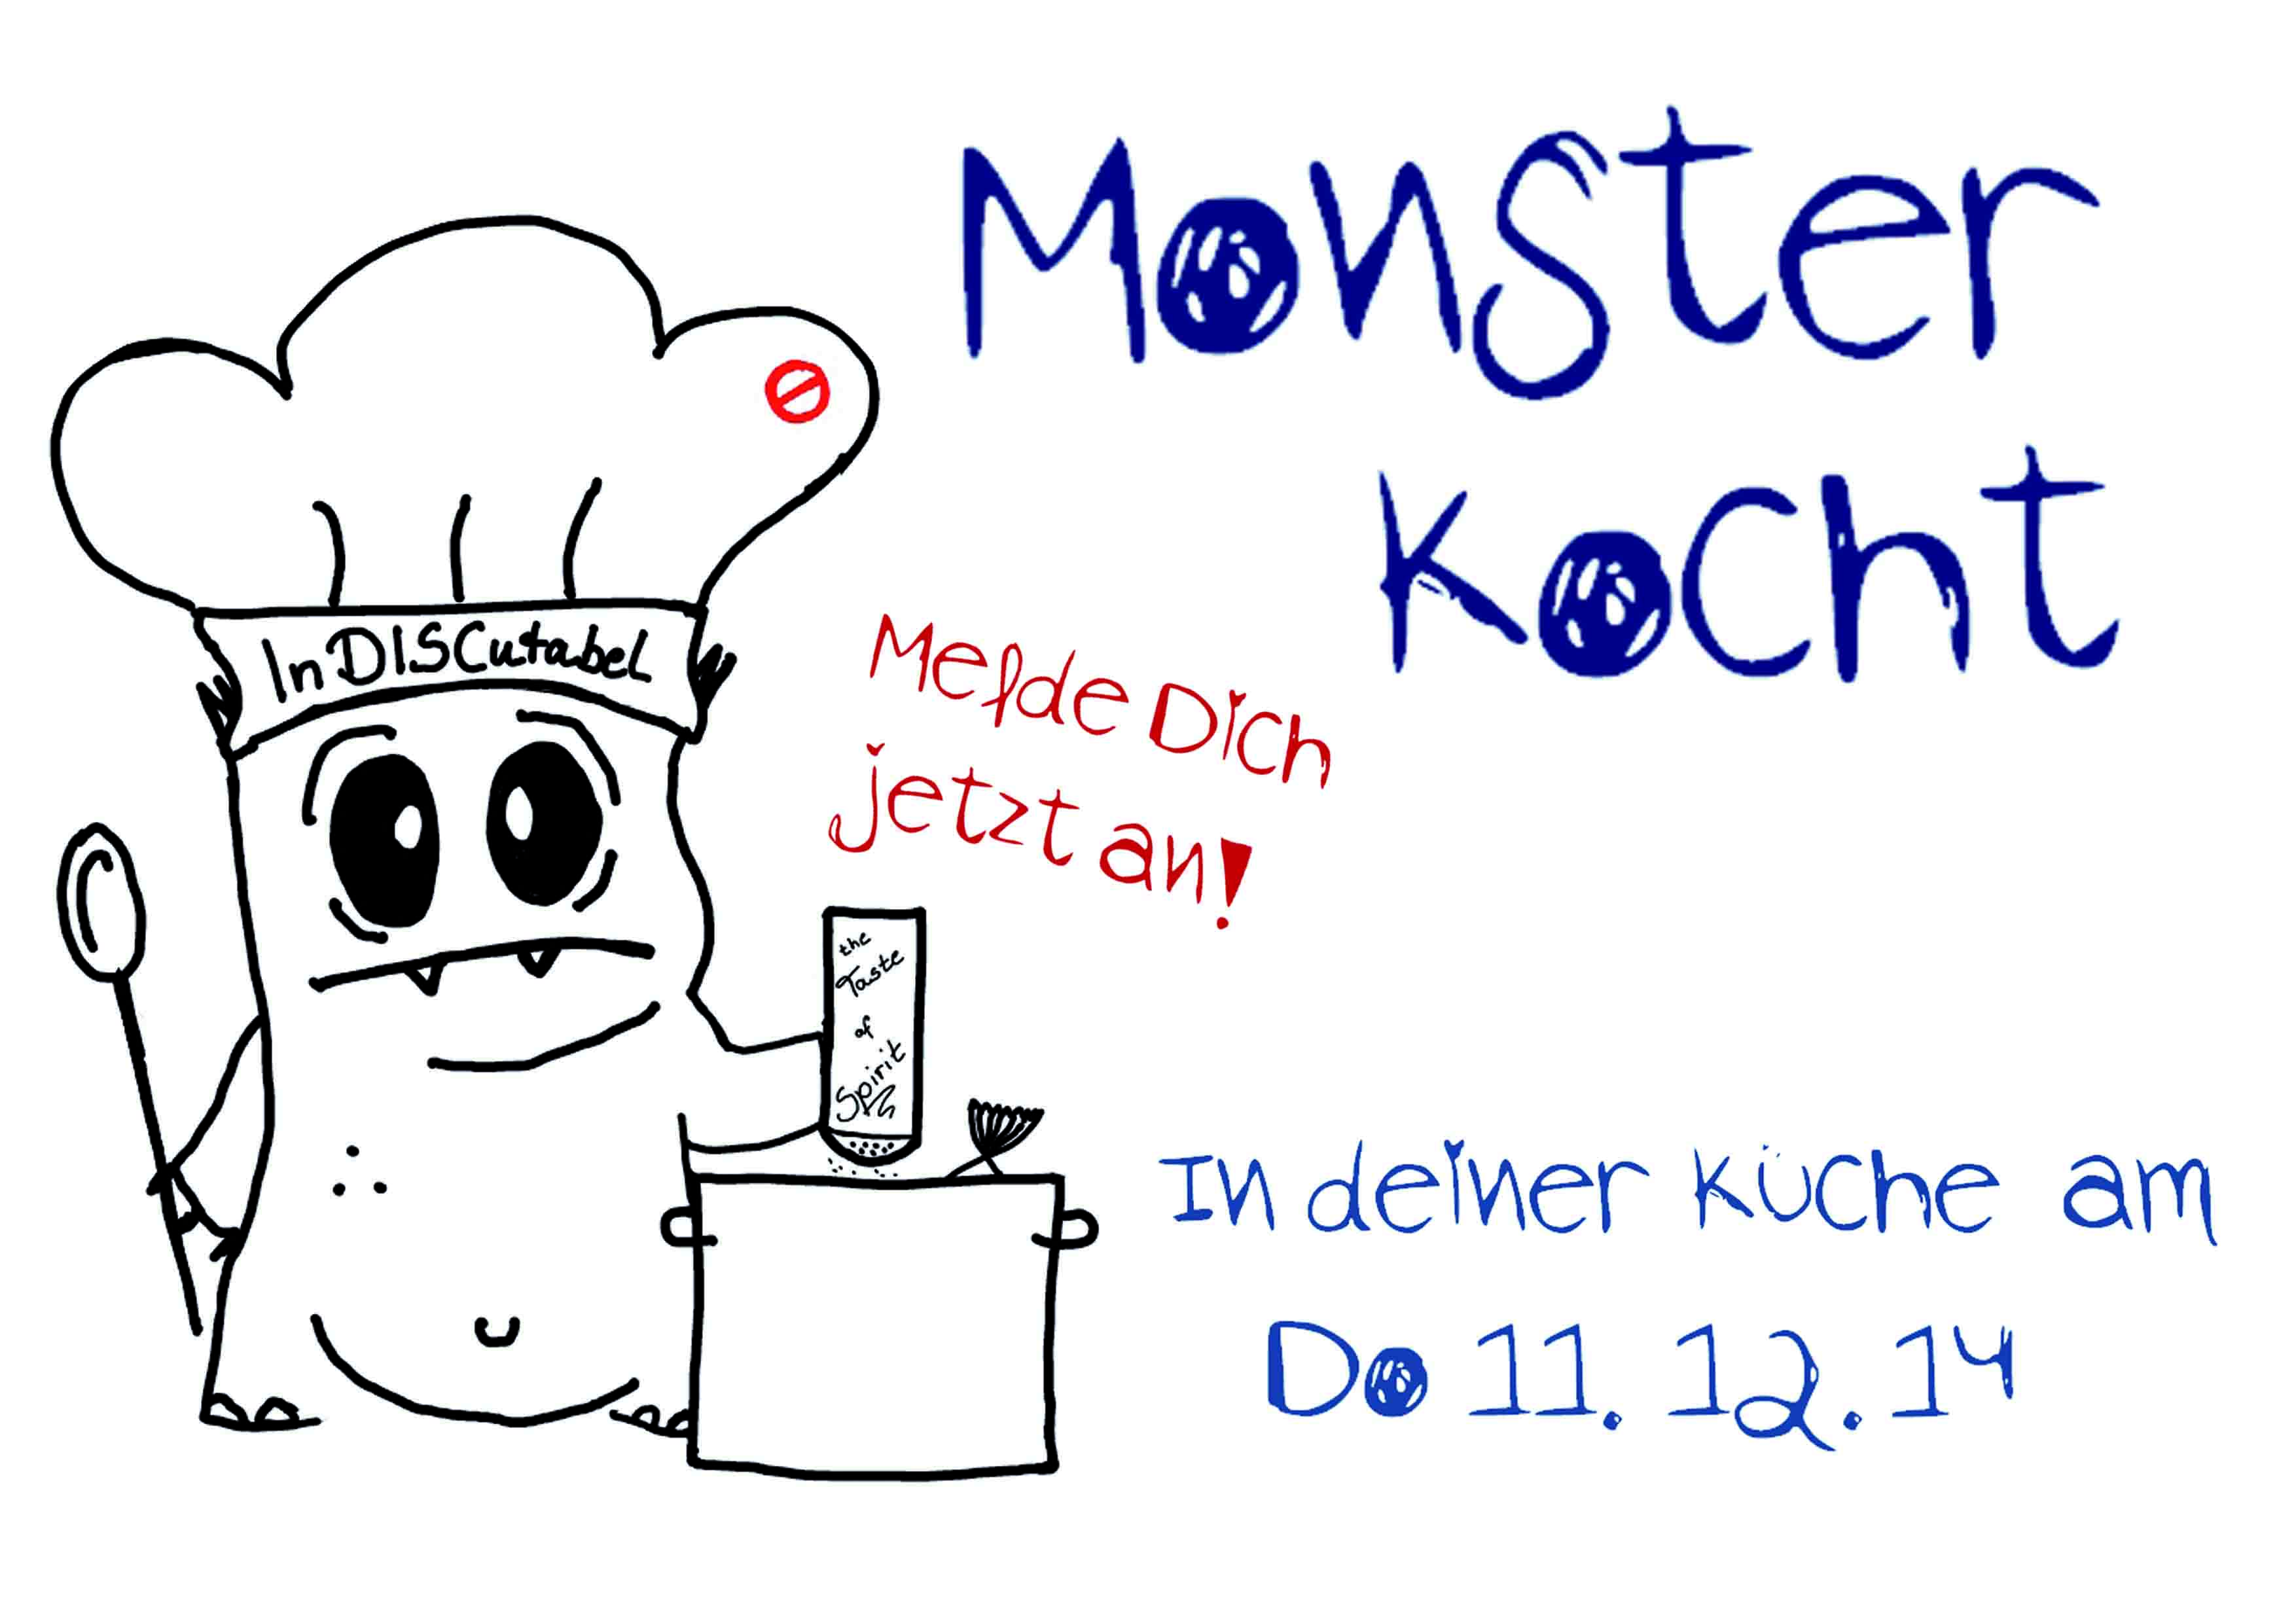 Monster
Kocht
InDISCutabel
Melde Dich
jetzt an!
the
Taste
of
Spirit
In deiner Küche am
Do 11.12.14